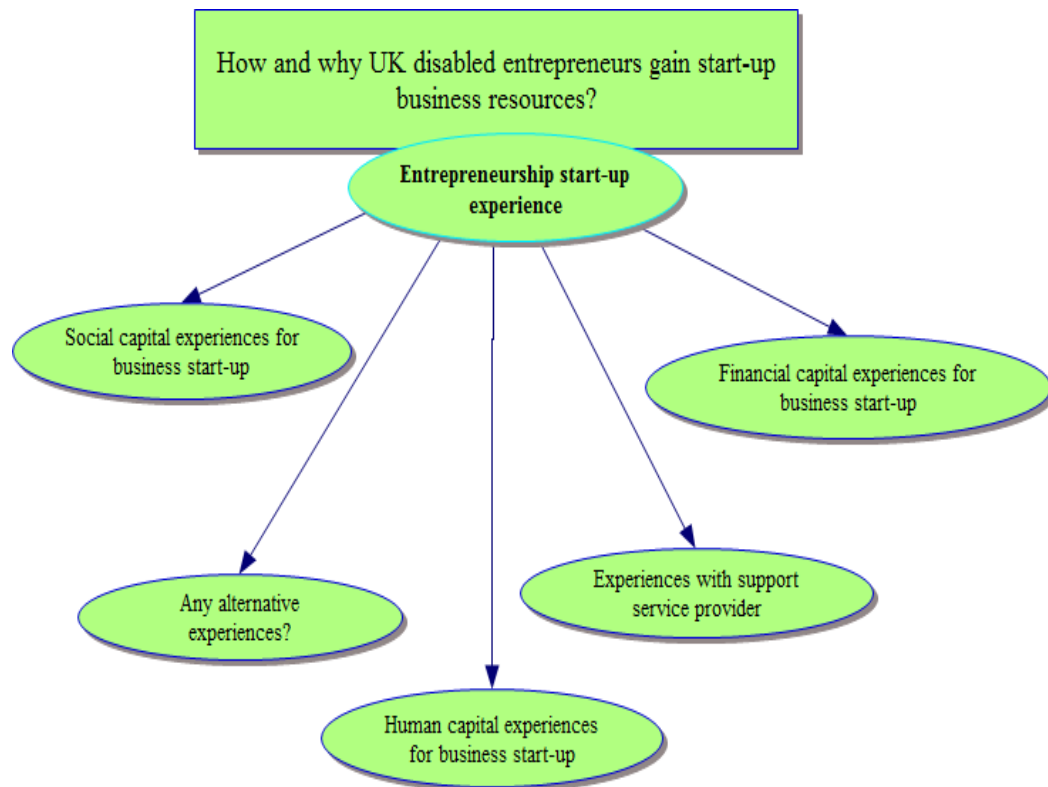 How and why UK disabled entrepreneurs gain start-up
business resources?
Entrepreneurship start-up
experience
Social capital experiences for
business start-up
Financial capital experiences for
business start-up
Any alternative
experiences?
Experiences with support
service provider
Human capital experiences
for business start-up